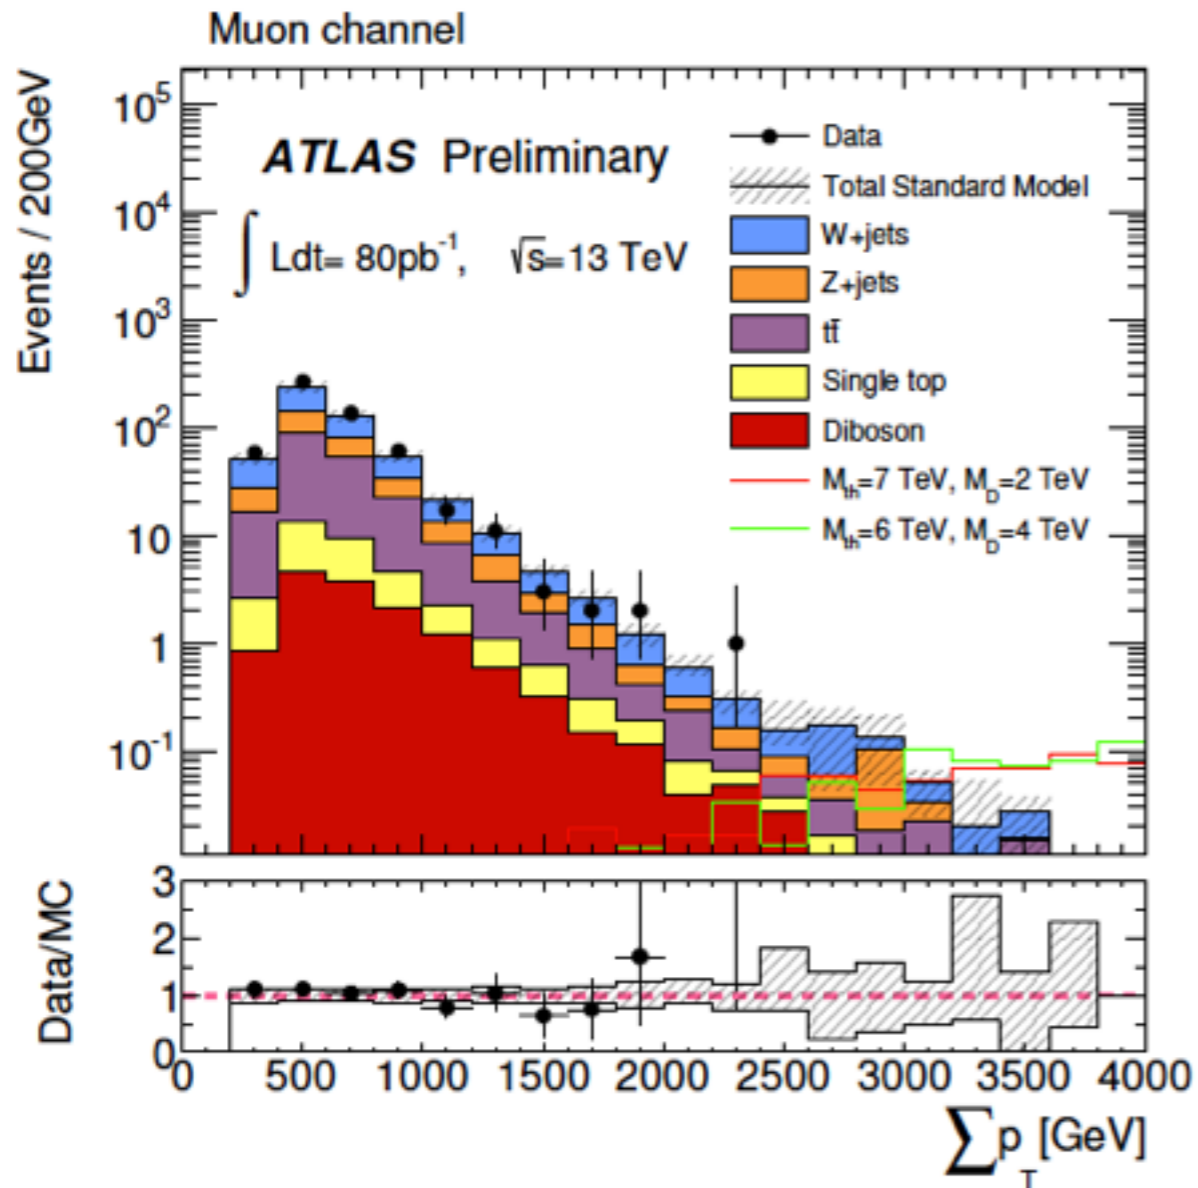 Muon channel
Events / 200GeV
10⁵
10⁴
10³
10²
10
1
10⁻¹
ATLAS Preliminary
∫ Ldt= 80pb⁻¹, √s=13 TeV
Data
Total Standard Model
W+jets
Z+jets
tt̄
Single top
Diboson
M_th=7 TeV, M_D=2 TeV
M_th=6 TeV, M_D=4 TeV
Data/MC
3
2
1
0
0 500 1000 1500 2000 2500 3000 3500 4000
∑p_T [GeV]